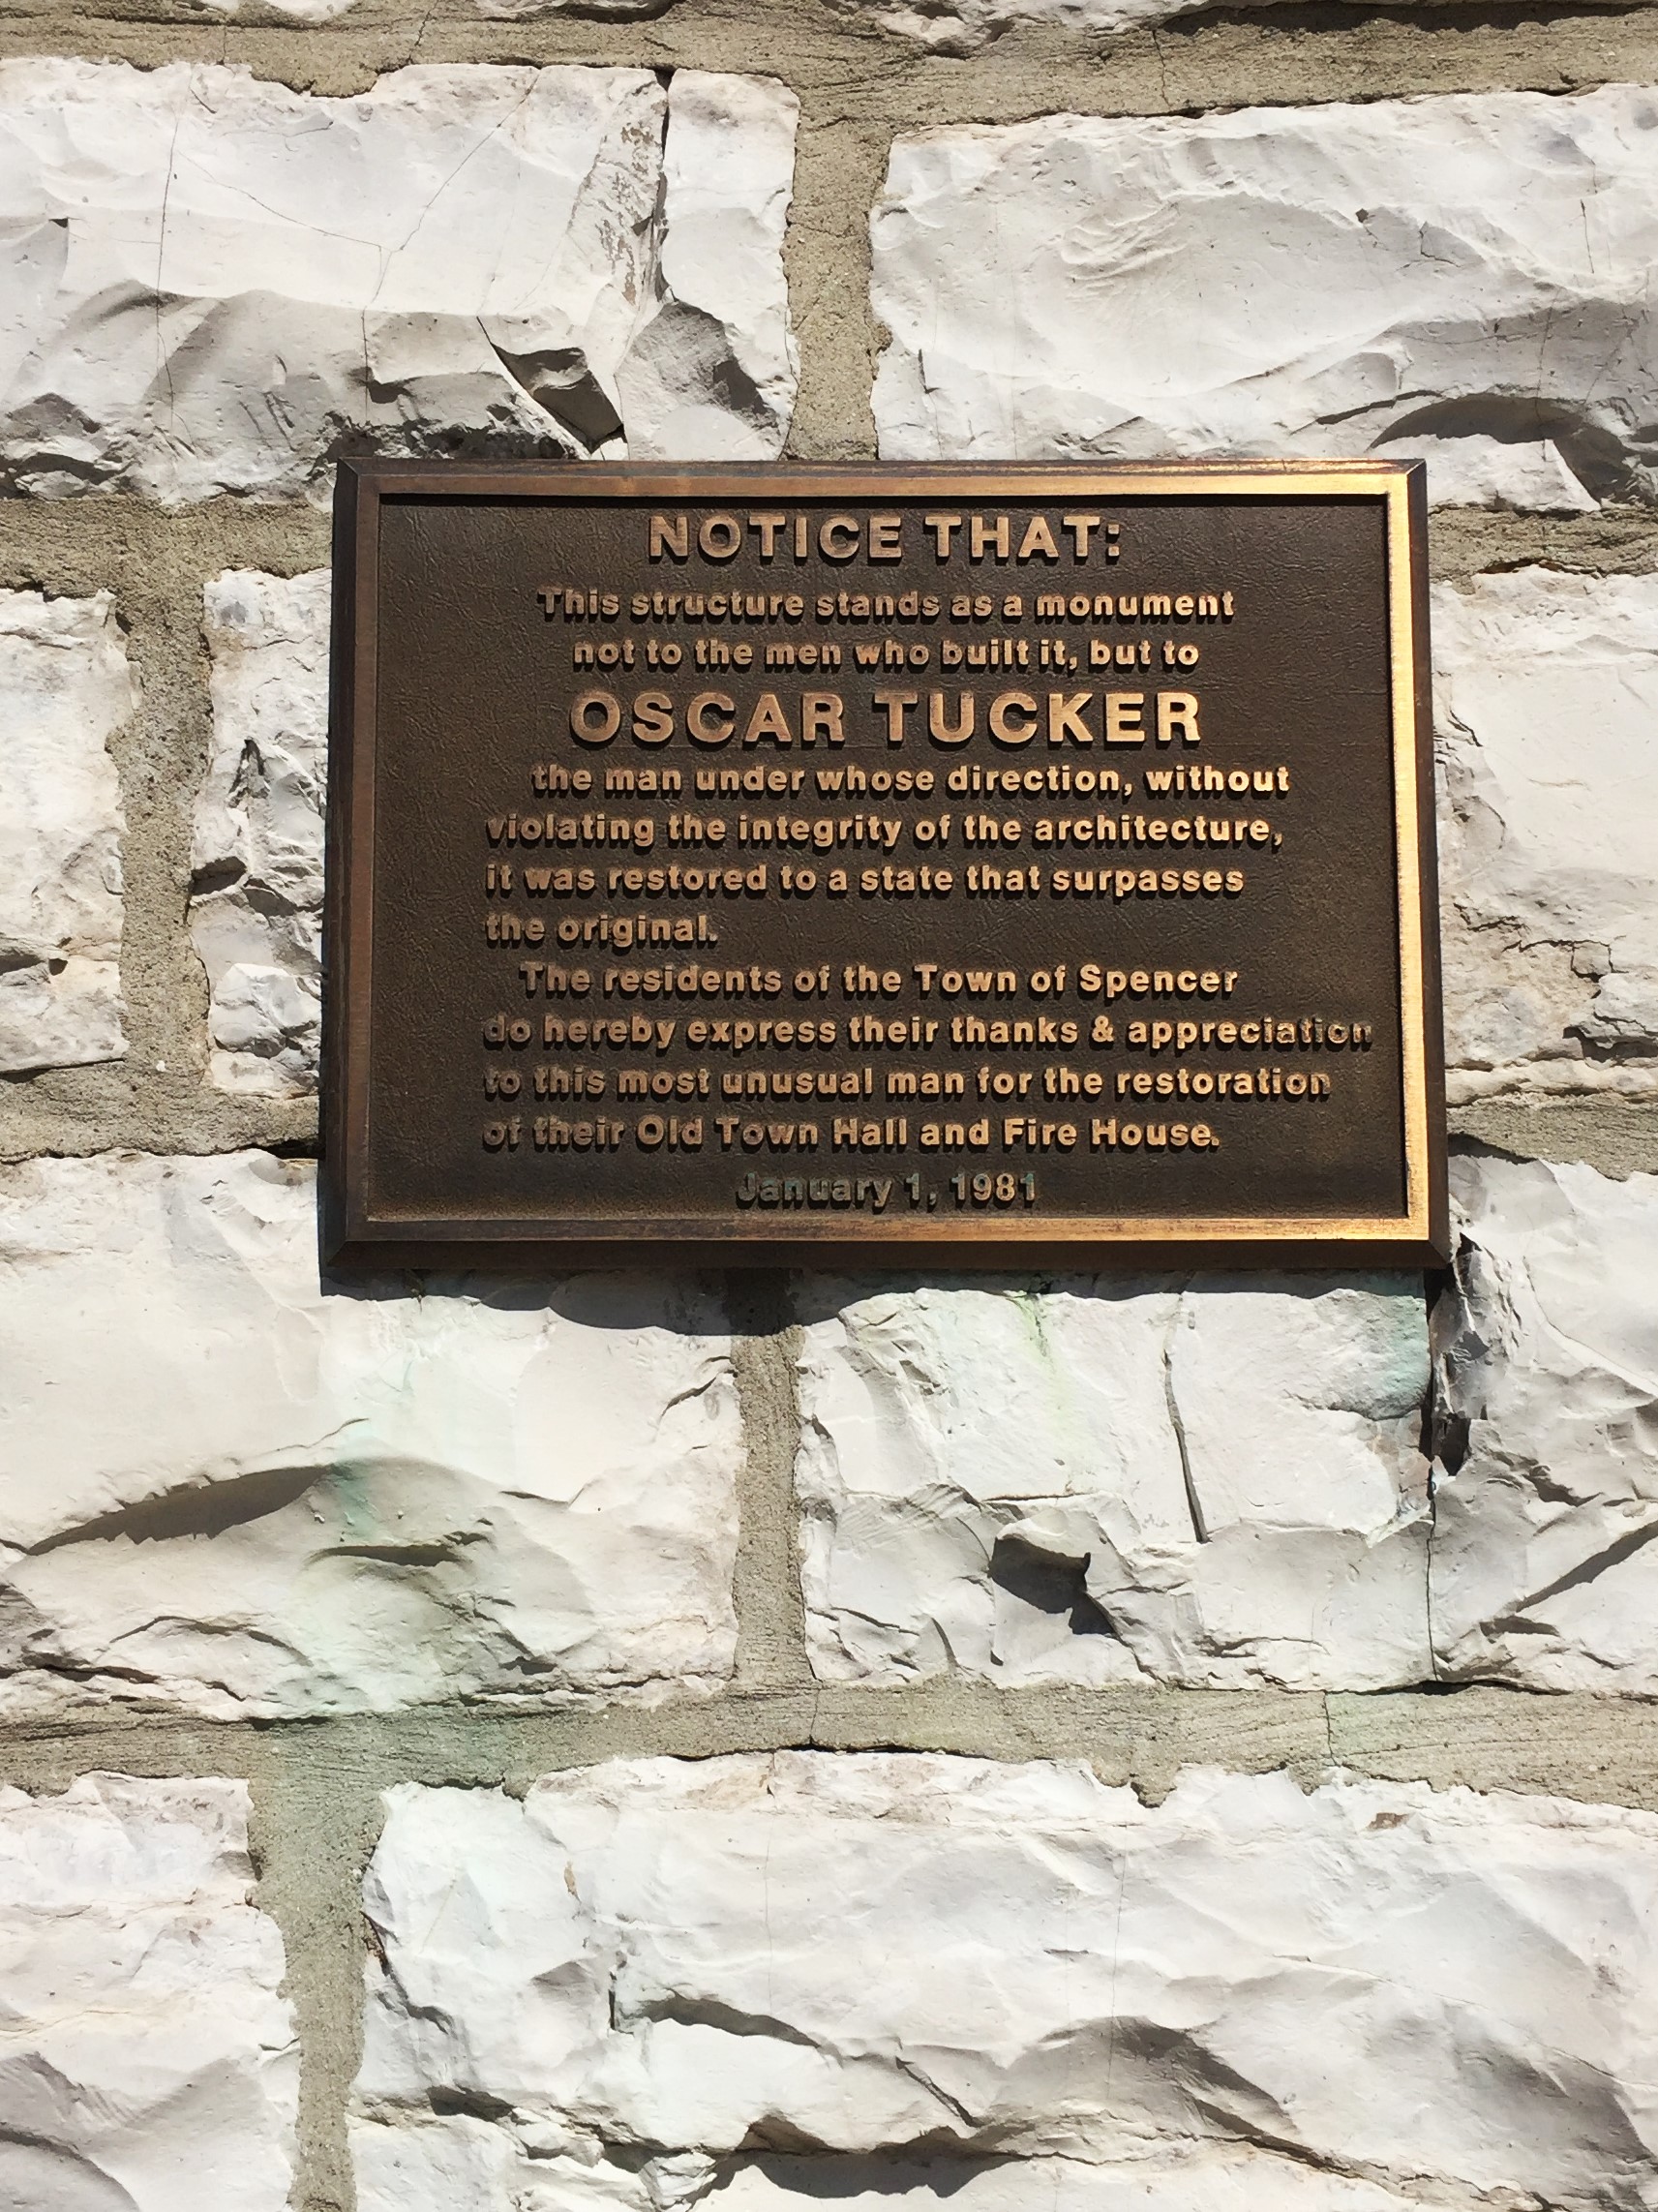 NOTICE THAT:
This structure stands as a monument
not to the men who built it, but to
OSCAR TUCKER
the man under whose direction, without
violating the integrity of the architecture,
it was restored to a state that surpasses
the original.
The residents of the Town of Spencer
do hereby express their thanks & appreciation
to this most unusual man for the restoration
of their Old Town Hall and Fire House.
January 1, 1981